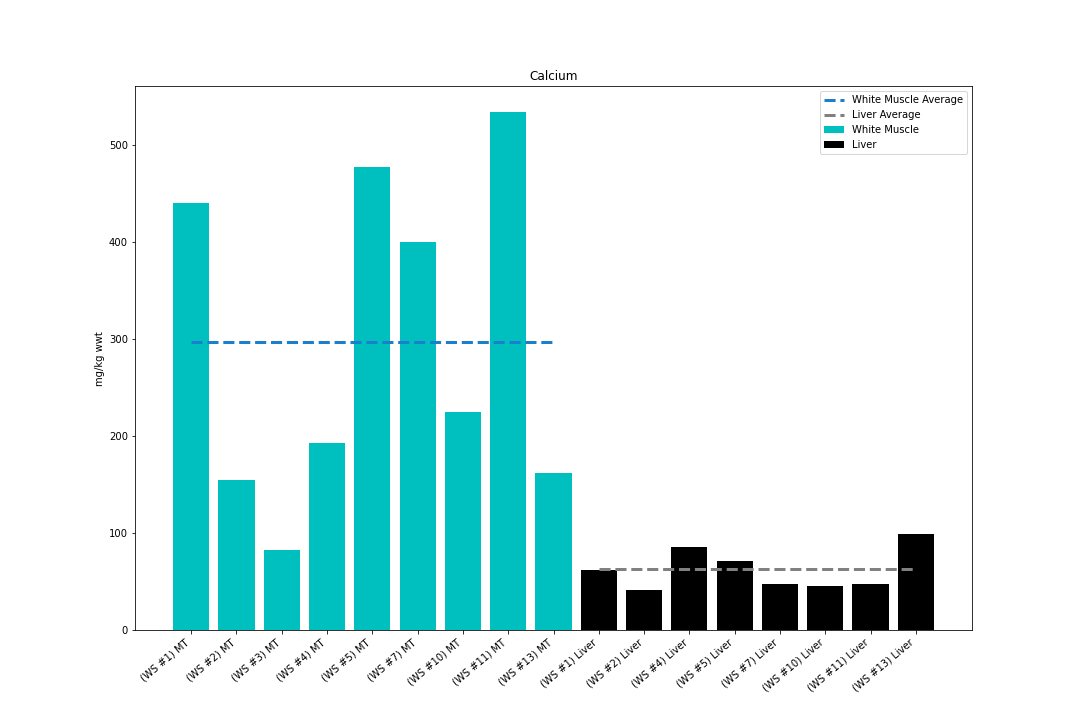 Calcium
White Muscle Average
Liver Average
White Muscle
Liver
mg/kg wwt
500
400
300
200
100
0
(WS #1) MT
(WS #2) MT
(WS #3) MT
(WS #4) MT
(WS #5) MT
(WS #7) MT
(WS #10) MT
(WS #11) MT
(WS #13) MT
(WS #1) Liver
(WS #2) Liver
(WS #4) Liver
(WS #5) Liver
(WS #7) Liver
(WS #10) Liver
(WS #11) Liver
(WS #13) Liver